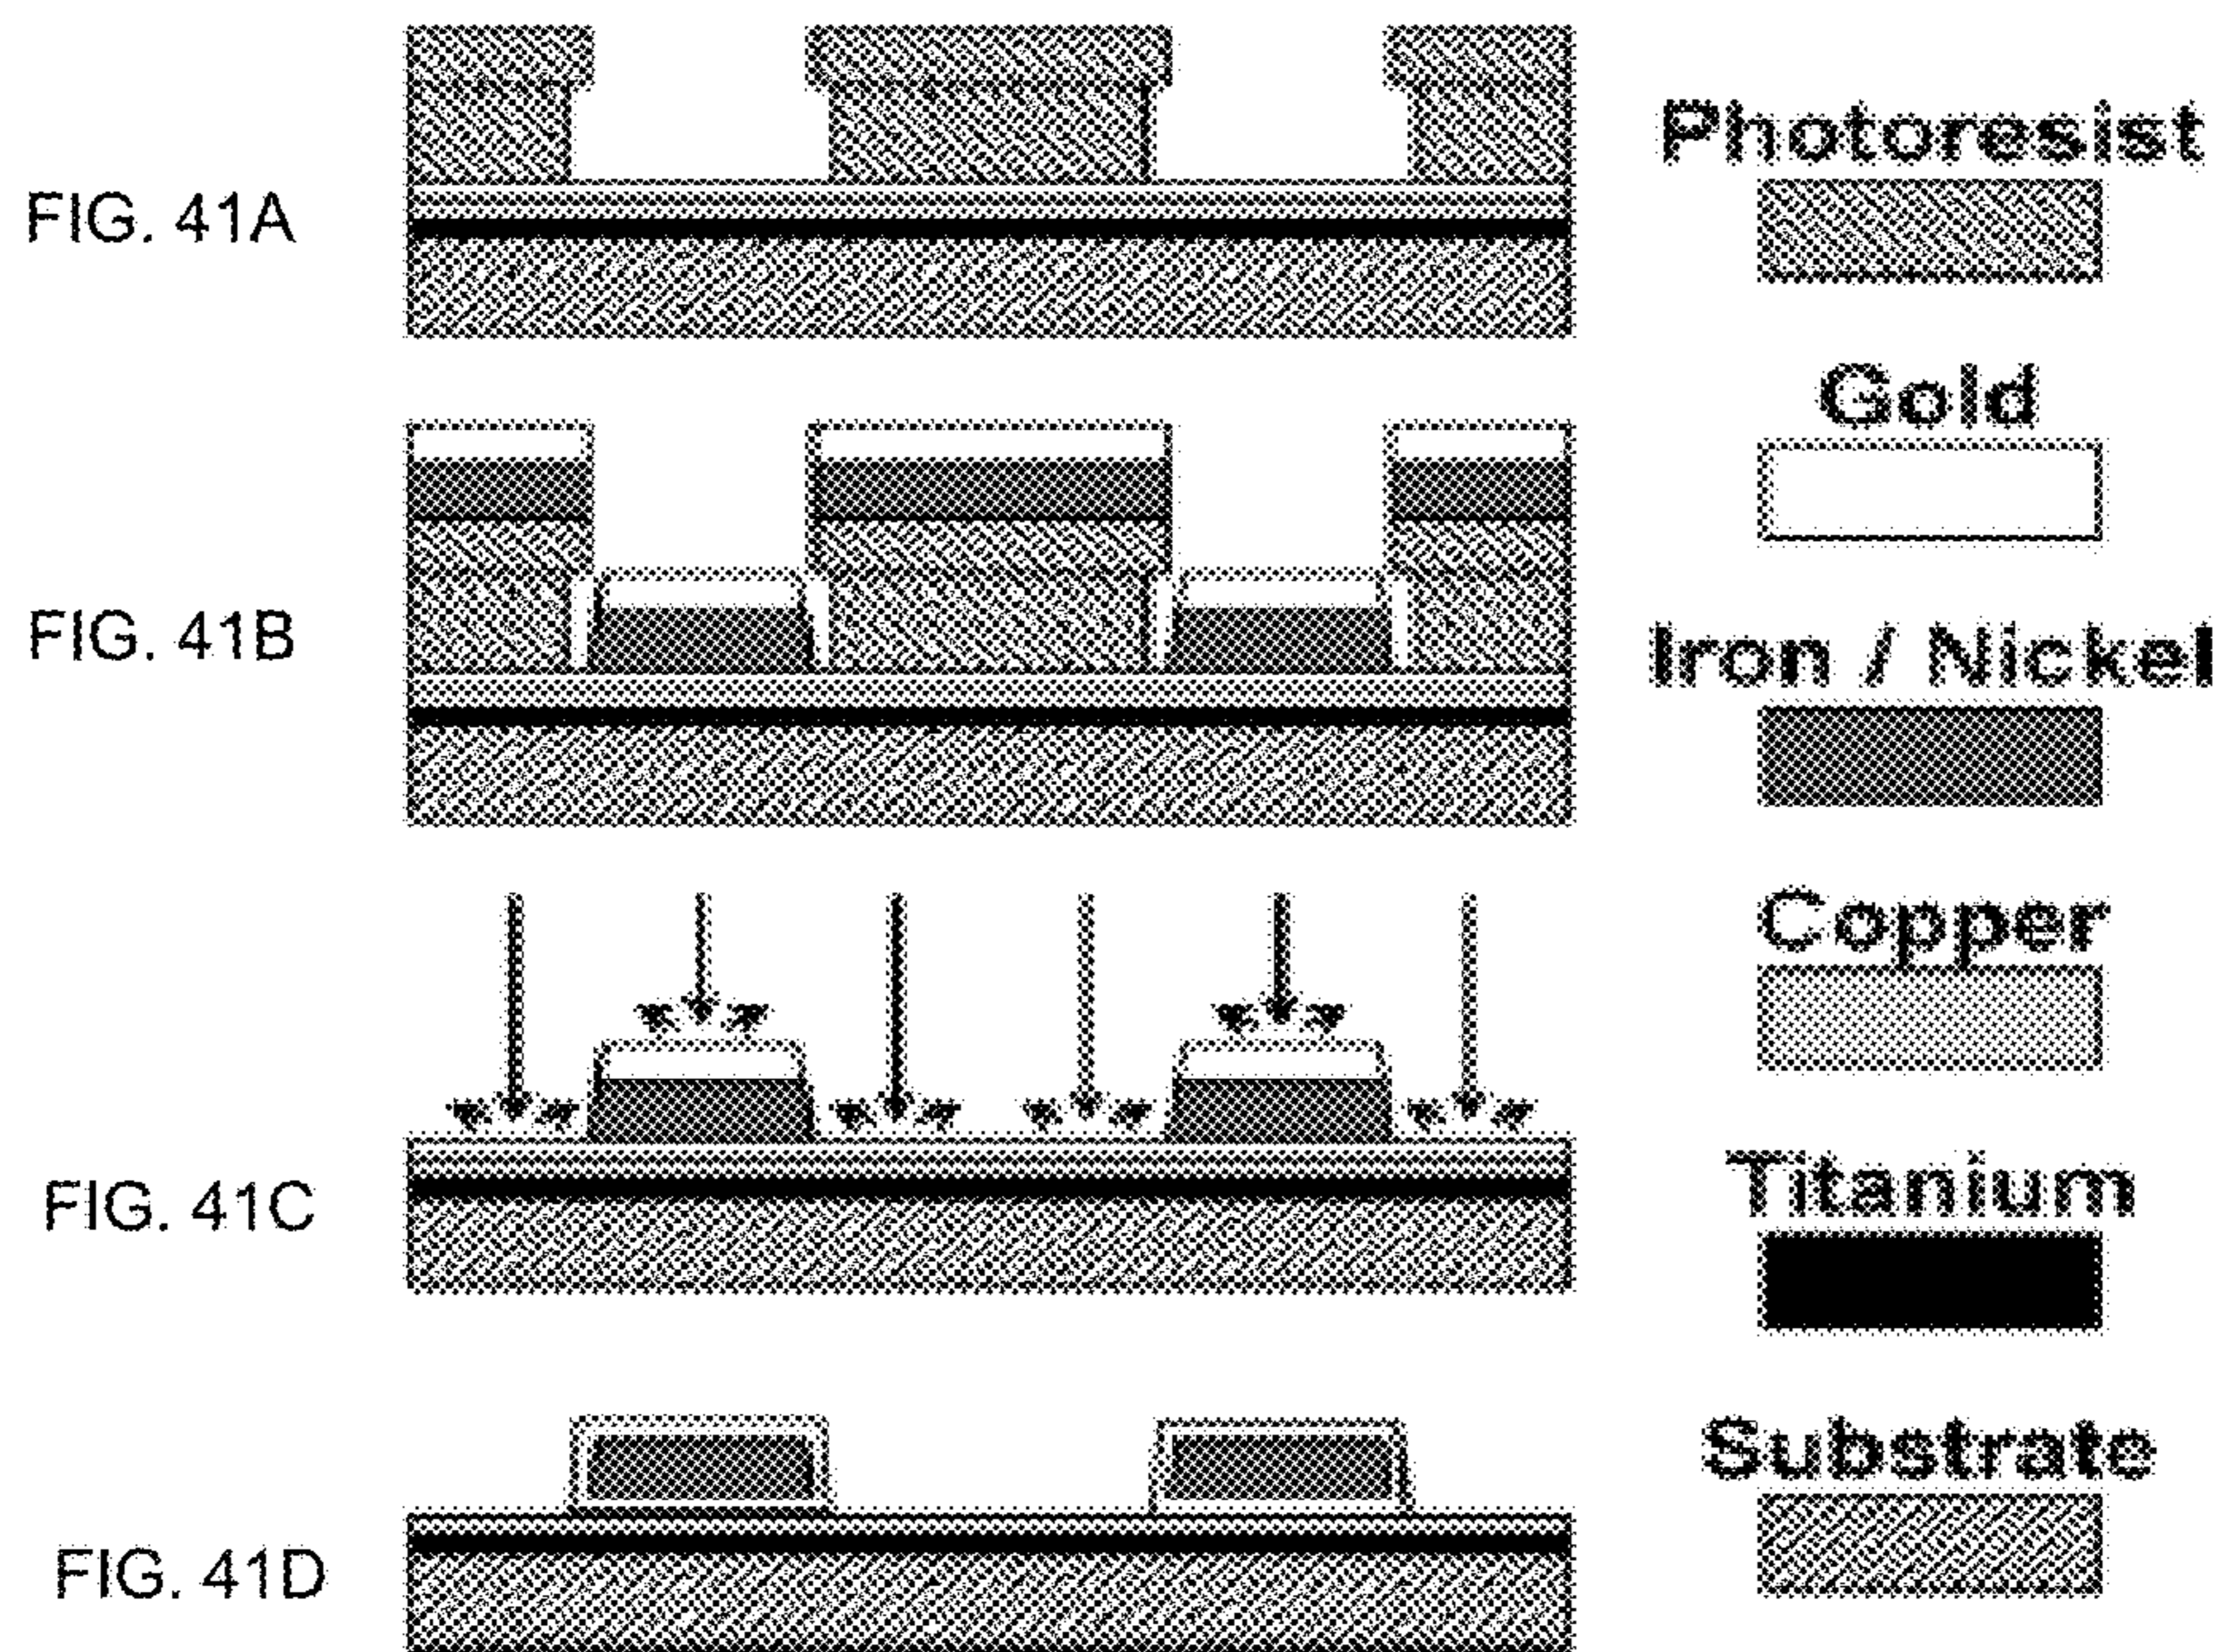 FIG. 41A
FIG. 41B
FIG. 41C
FIG. 41D
Photoresist
Gold
Iron / Nickel
Copper
Titanium
Substrate